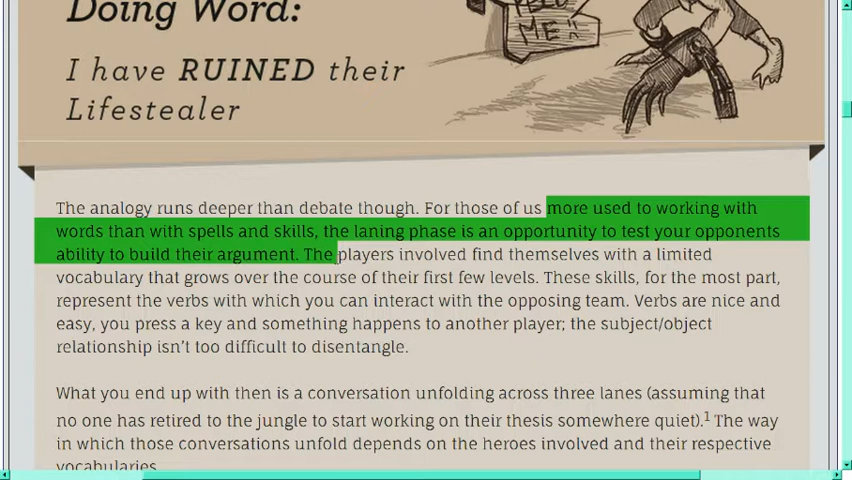 Doing Word:
ME
I have RUINED their
Lifestealer
The analogy runs deeper than debate though. For those of us more used to working with
words than with spells and skills, the laning phase is an opportunity to test your opponents
ability to build their argument. The players involved find themselves with a limited
vocabulary that grows over the course of their first few levels. These skills, for the most part,
represent the verbs with which you can interact with the opposing team. Verbs are nice and
easy, you press a key and something happens to another player; the subject/object
relationship isn't too difficult to disentangle.
What you end up with then is a conversation unfolding across three lanes (assuming that
no one has retired to the jungle to start working on their thesis somewhere quiet).1 The way
in which those conversations unfold depends on the heroes involved and their respective
vocabularies.